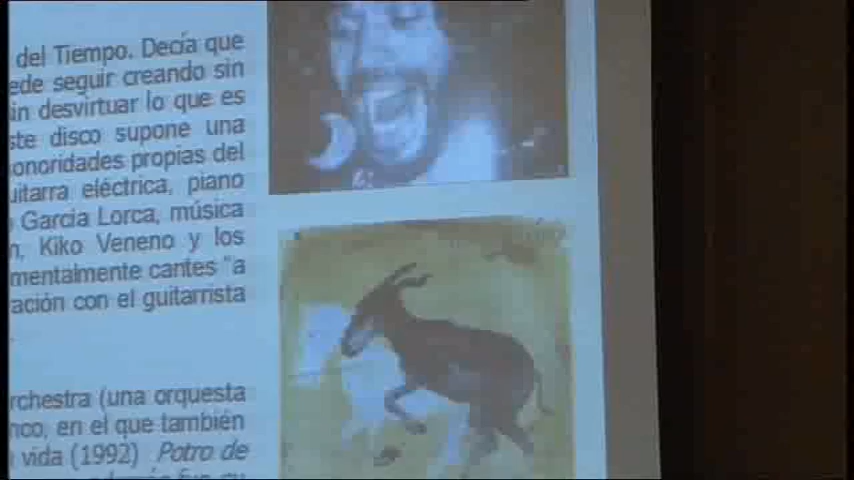 del Tiempo. Decía que
ede seguir creando sin
in desvirtuar lo que es
ste disco supone una
onoridades propias del
uitarra eléctrica, piano
García Lorca, música
n, Kiko Veneno y los
mentalmente cantes "a
ación con el guitarrista
rchestra (una orquesta
nco, en el que también
vida (1992) Potro de